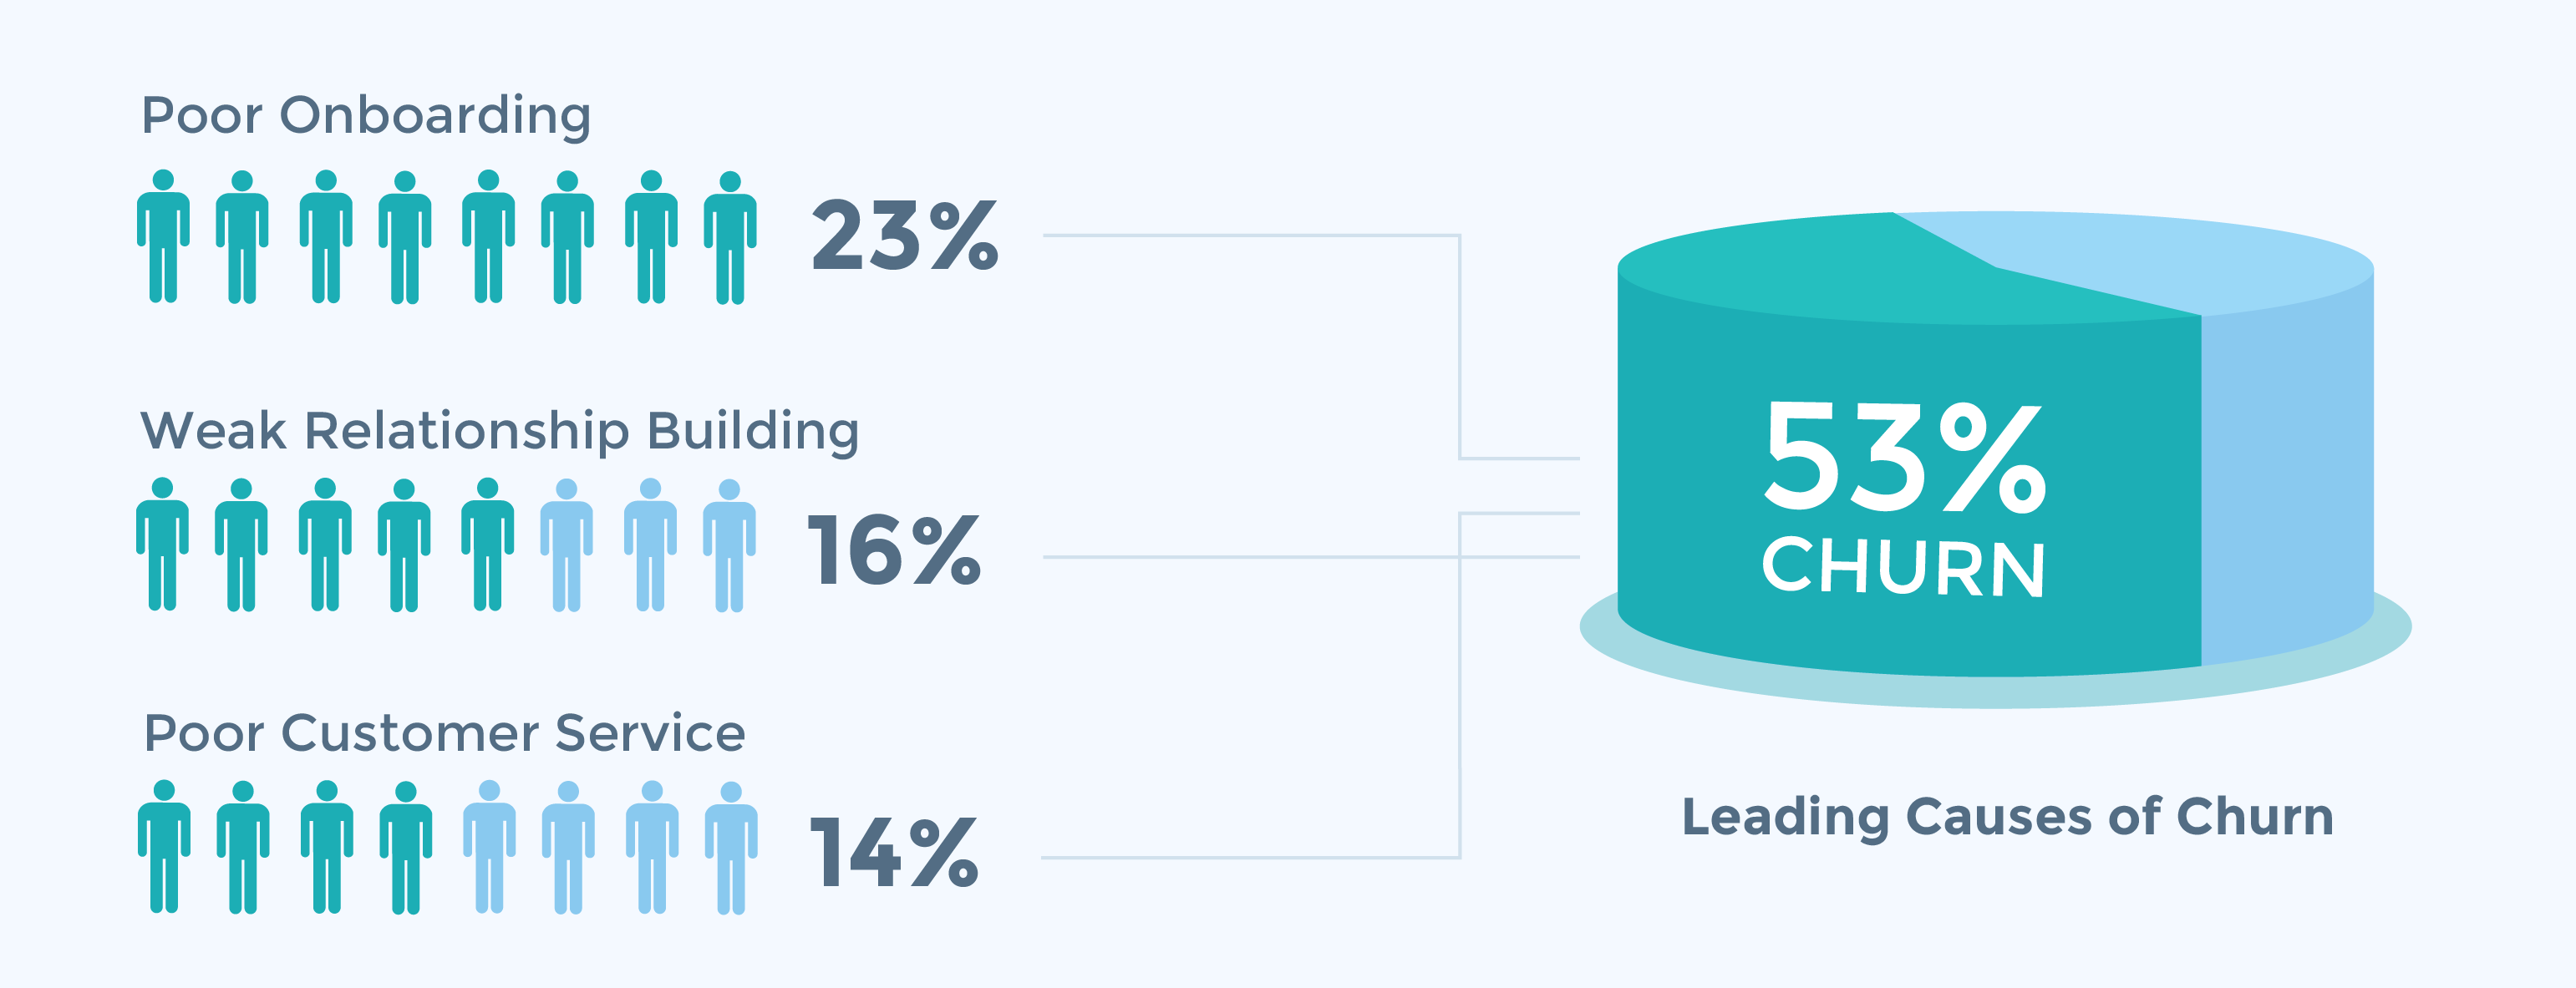 Poor Onboarding
23%
Weak Relationship Building
16%
Poor Customer Service
14%
53%
CHURN
Leading Causes of Churn